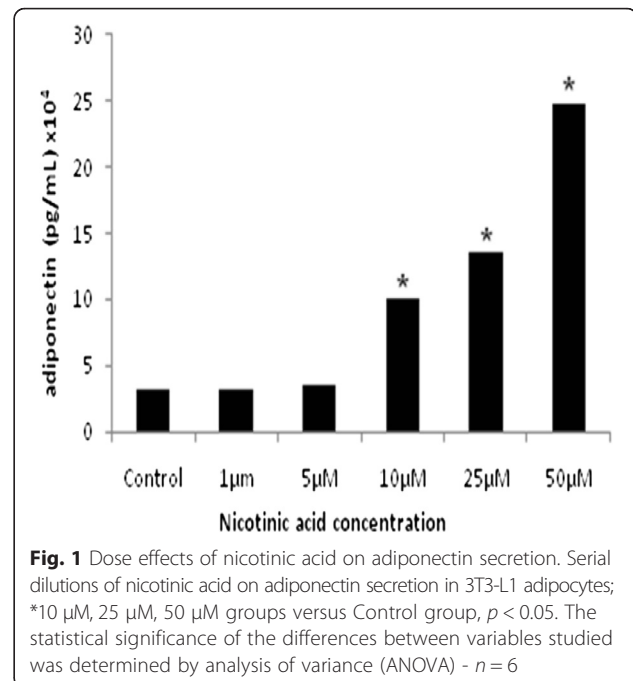 30
25
20
15
10
5
0
adiponectin (pg/mL) x10⁴
*
*
*
Control 1μm 5μM 10μM 25μM 50μM
Nicotinic acid concentration
Fig. 1 Dose effects of nicotinic acid on adiponectin secretion. Serial
dilutions of nicotinic acid on adiponectin secretion in 3T3-L1 adipocytes;
*10 μM, 25 μM, 50 μM groups versus Control group, p < 0.05. The
statistical significance of the differences between variables studied
was determined by analysis of variance (ANOVA) - n = 6